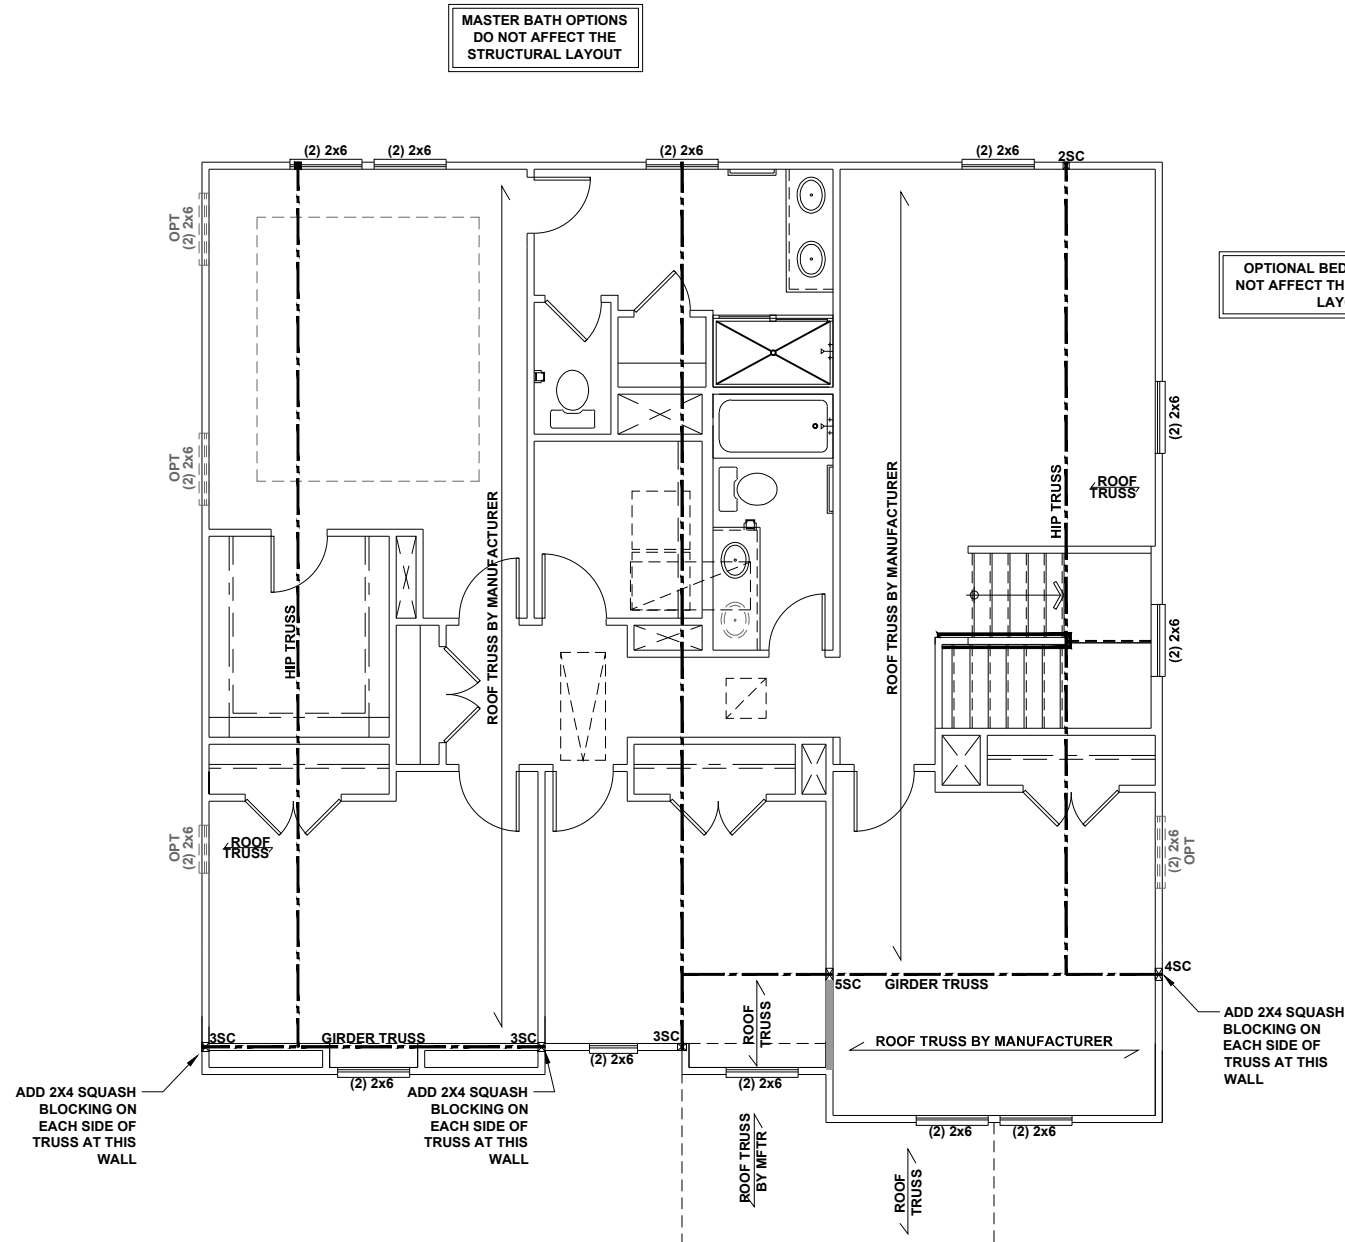 MASTER BATH OPTIONS
DO NOT AFFECT THE
STRUCTURAL LAYOUT
(2) 2x6
(2) 2x6
(2) 2x6
(2) 2x6
2SC
OPT
(2) 2x6
OPTIONAL BED
NOT AFFECT TH
LAY
(2) 2x6
OPT
(2) 2x6
ROOF TRUSS BY MANUFACTURER
ROOF TRUSS BY MANUFACTURER
HIP TRUSS
ROOF
TRUSS
HIP TRUSS
(2) 2x6
ROOF
TRUSS
OPT
(2) 2x6
(2) 2x6
OPT
4SC
5SC
GIRDER TRUSS
3SC
GIRDER TRUSS
3SC
3SC
ROOF
TRUSS
ROOF TRUSS BY MANUFACTURER
ADD 2X4 SQUASH
BLOCKING ON
EACH SIDE OF
TRUSS AT THIS
WALL
(2) 2x6
(2) 2x6
(2) 2x6
ADD 2X4 SQUASH
BLOCKING ON
EACH SIDE OF
TRUSS AT THIS
WALL
ADD 2X4 SQUASH
BLOCKING ON
EACH SIDE OF
TRUSS AT THIS
WALL
(2) 2x6
(2) 2x6
ROOF TRUSS
BY MFTR
ROOF
TRUSS